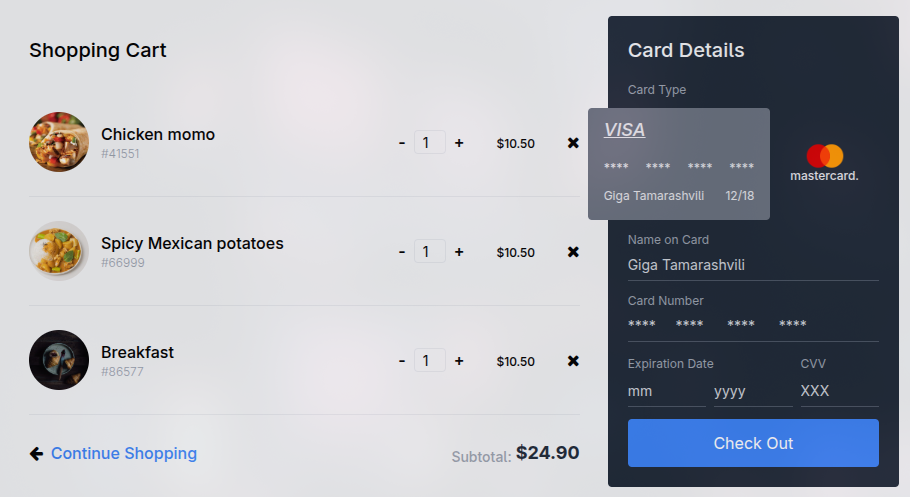 Shopping Cart
Chicken momo
#41551
- 1 + $10.50 ✖
Spicy Mexican potatoes
#66999
- 1 + $10.50 ✖
Breakfast
#86577
- 1 + $10.50 ✖
← Continue Shopping
Subtotal: $24.90
Card Details
Card Type
VISA
**** **** **** ****
Giga Tamarashvili 12/18
mastercard.
Name on Card
Giga Tamarashvili
Card Number
**** **** **** ****
Expiration Date CVV
mm yyyy XXX
Check Out